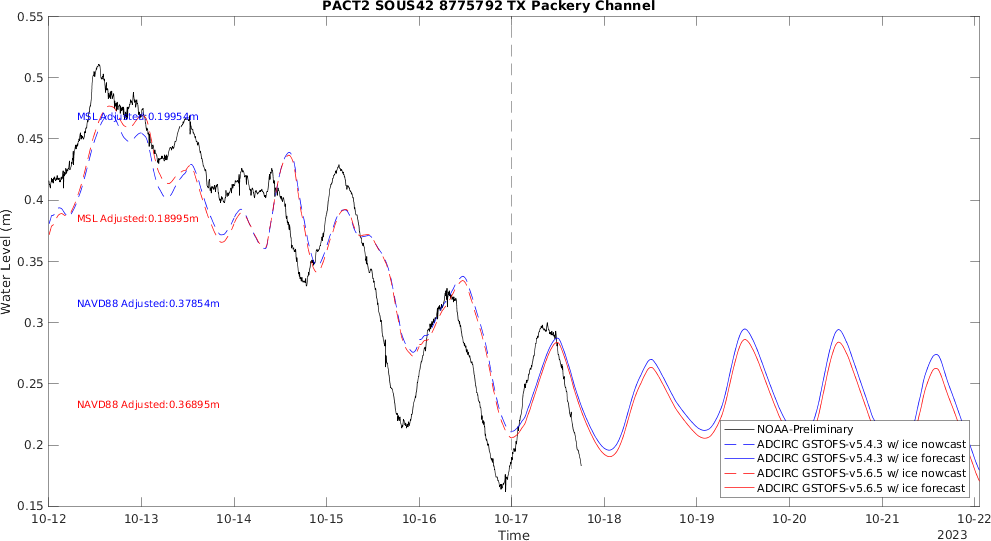 PACT2 SOUS42 8775792 TX Packery Channel
0.55
0.5
0.45
0.4
0.35
0.3
0.25
0.2
0.15
Water Level (m)
MSL Adjusted:0.19954m
MSL Adjusted:0.18995m
NAVD88 Adjusted:0.37854m
NAVD88 Adjusted:0.36895m
NOAA-Preliminary
ADCIRC GSTOFS-v5.4.3 w/ ice nowcast
ADCIRC GSTOFS-v5.4.3 w/ ice forecast
ADCIRC GSTOFS-v5.6.5 w/ ice nowcast
ADCIRC GSTOFS-v5.6.5 w/ ice forecast
10-12 10-13 10-14 10-15 10-16 10-17 10-18 10-19 10-20 10-21 10-22
Time
2023